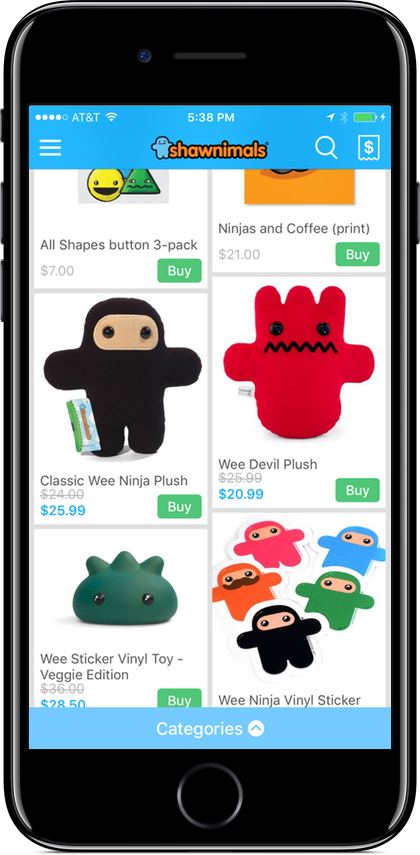 AT&T
5:38 PM
shawnimals
$
All Shapes button 3-pack
$7.00
Buy
Ninjas and Coffee (print)
$21.00
Buy
Classic Wee Ninja Plush
$24.00
$25.99
Buy
Wee Devil Plush
$25.99
$20.99
Buy
Wee Sticker Vinyl Toy -
Veggie Edition
$36.00
$28.50
Buy
Wee Ninja Vinyl Sticker
Categories